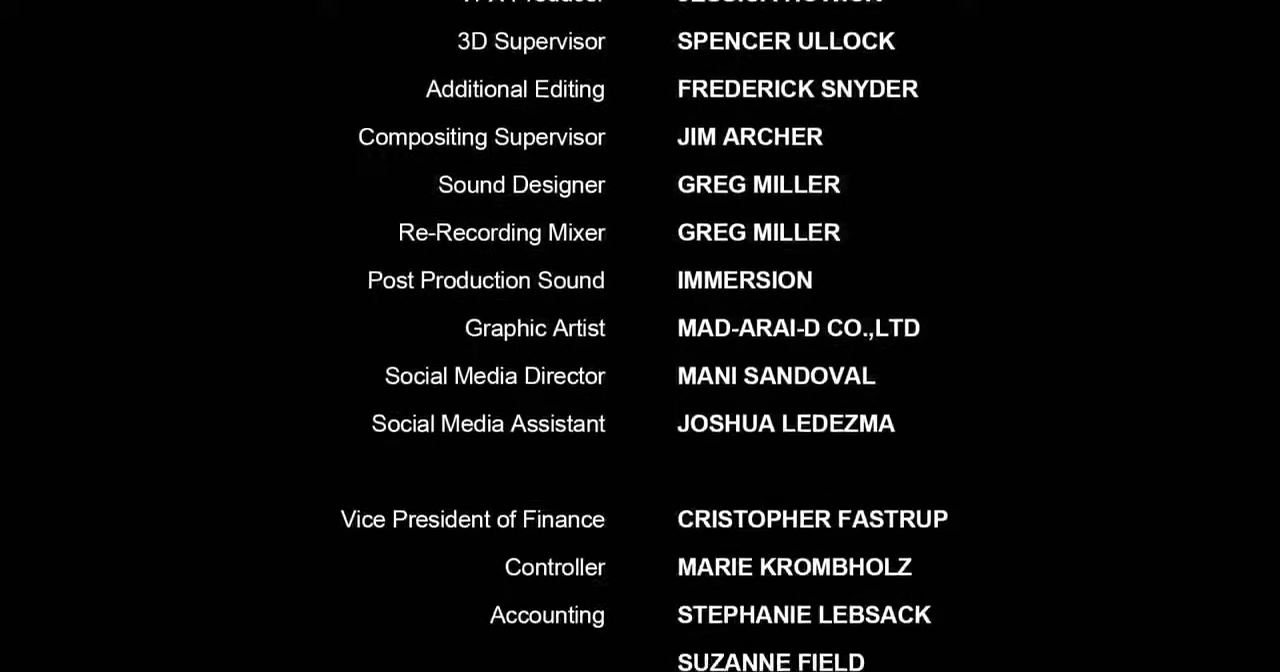 3D Supervisor SPENCER ULLOCK
Additional Editing FREDERICK SNYDER
Compositing Supervisor JIM ARCHER
Sound Designer GREG MILLER
Re-Recording Mixer GREG MILLER
Post Production Sound IMMERSION
Graphic Artist MAD-ARAI-D CO.,LTD
Social Media Director MANI SANDOVAL
Social Media Assistant JOSHUA LEDEZMA
Vice President of Finance CRISTOPHER FASTRUP
Controller MARIE KROMBHOLZ
Accounting STEPHANIE LEBSACK
SUZANNE FIELD